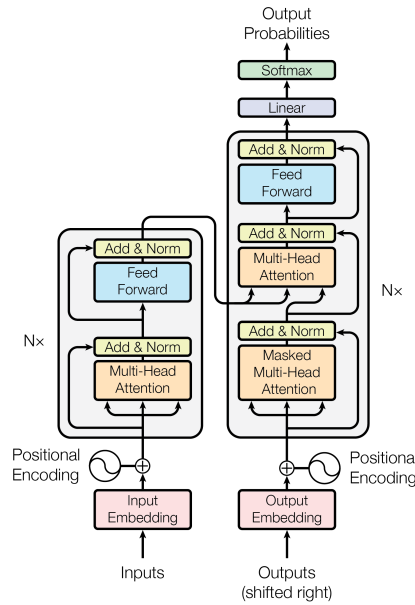 Output
Probabilities
Softmax
Linear
Add & Norm
Feed
Forward
Add & Norm
Multi-Head
Attention
Add & Norm
Masked
Multi-Head
Attention
N×
Add & Norm
Feed
Forward
Add & Norm
Multi-Head
Attention
N×
Positional
Encoding
Positional
Encoding
Input
Embedding
Output
Embedding
Inputs
Outputs
(shifted right)